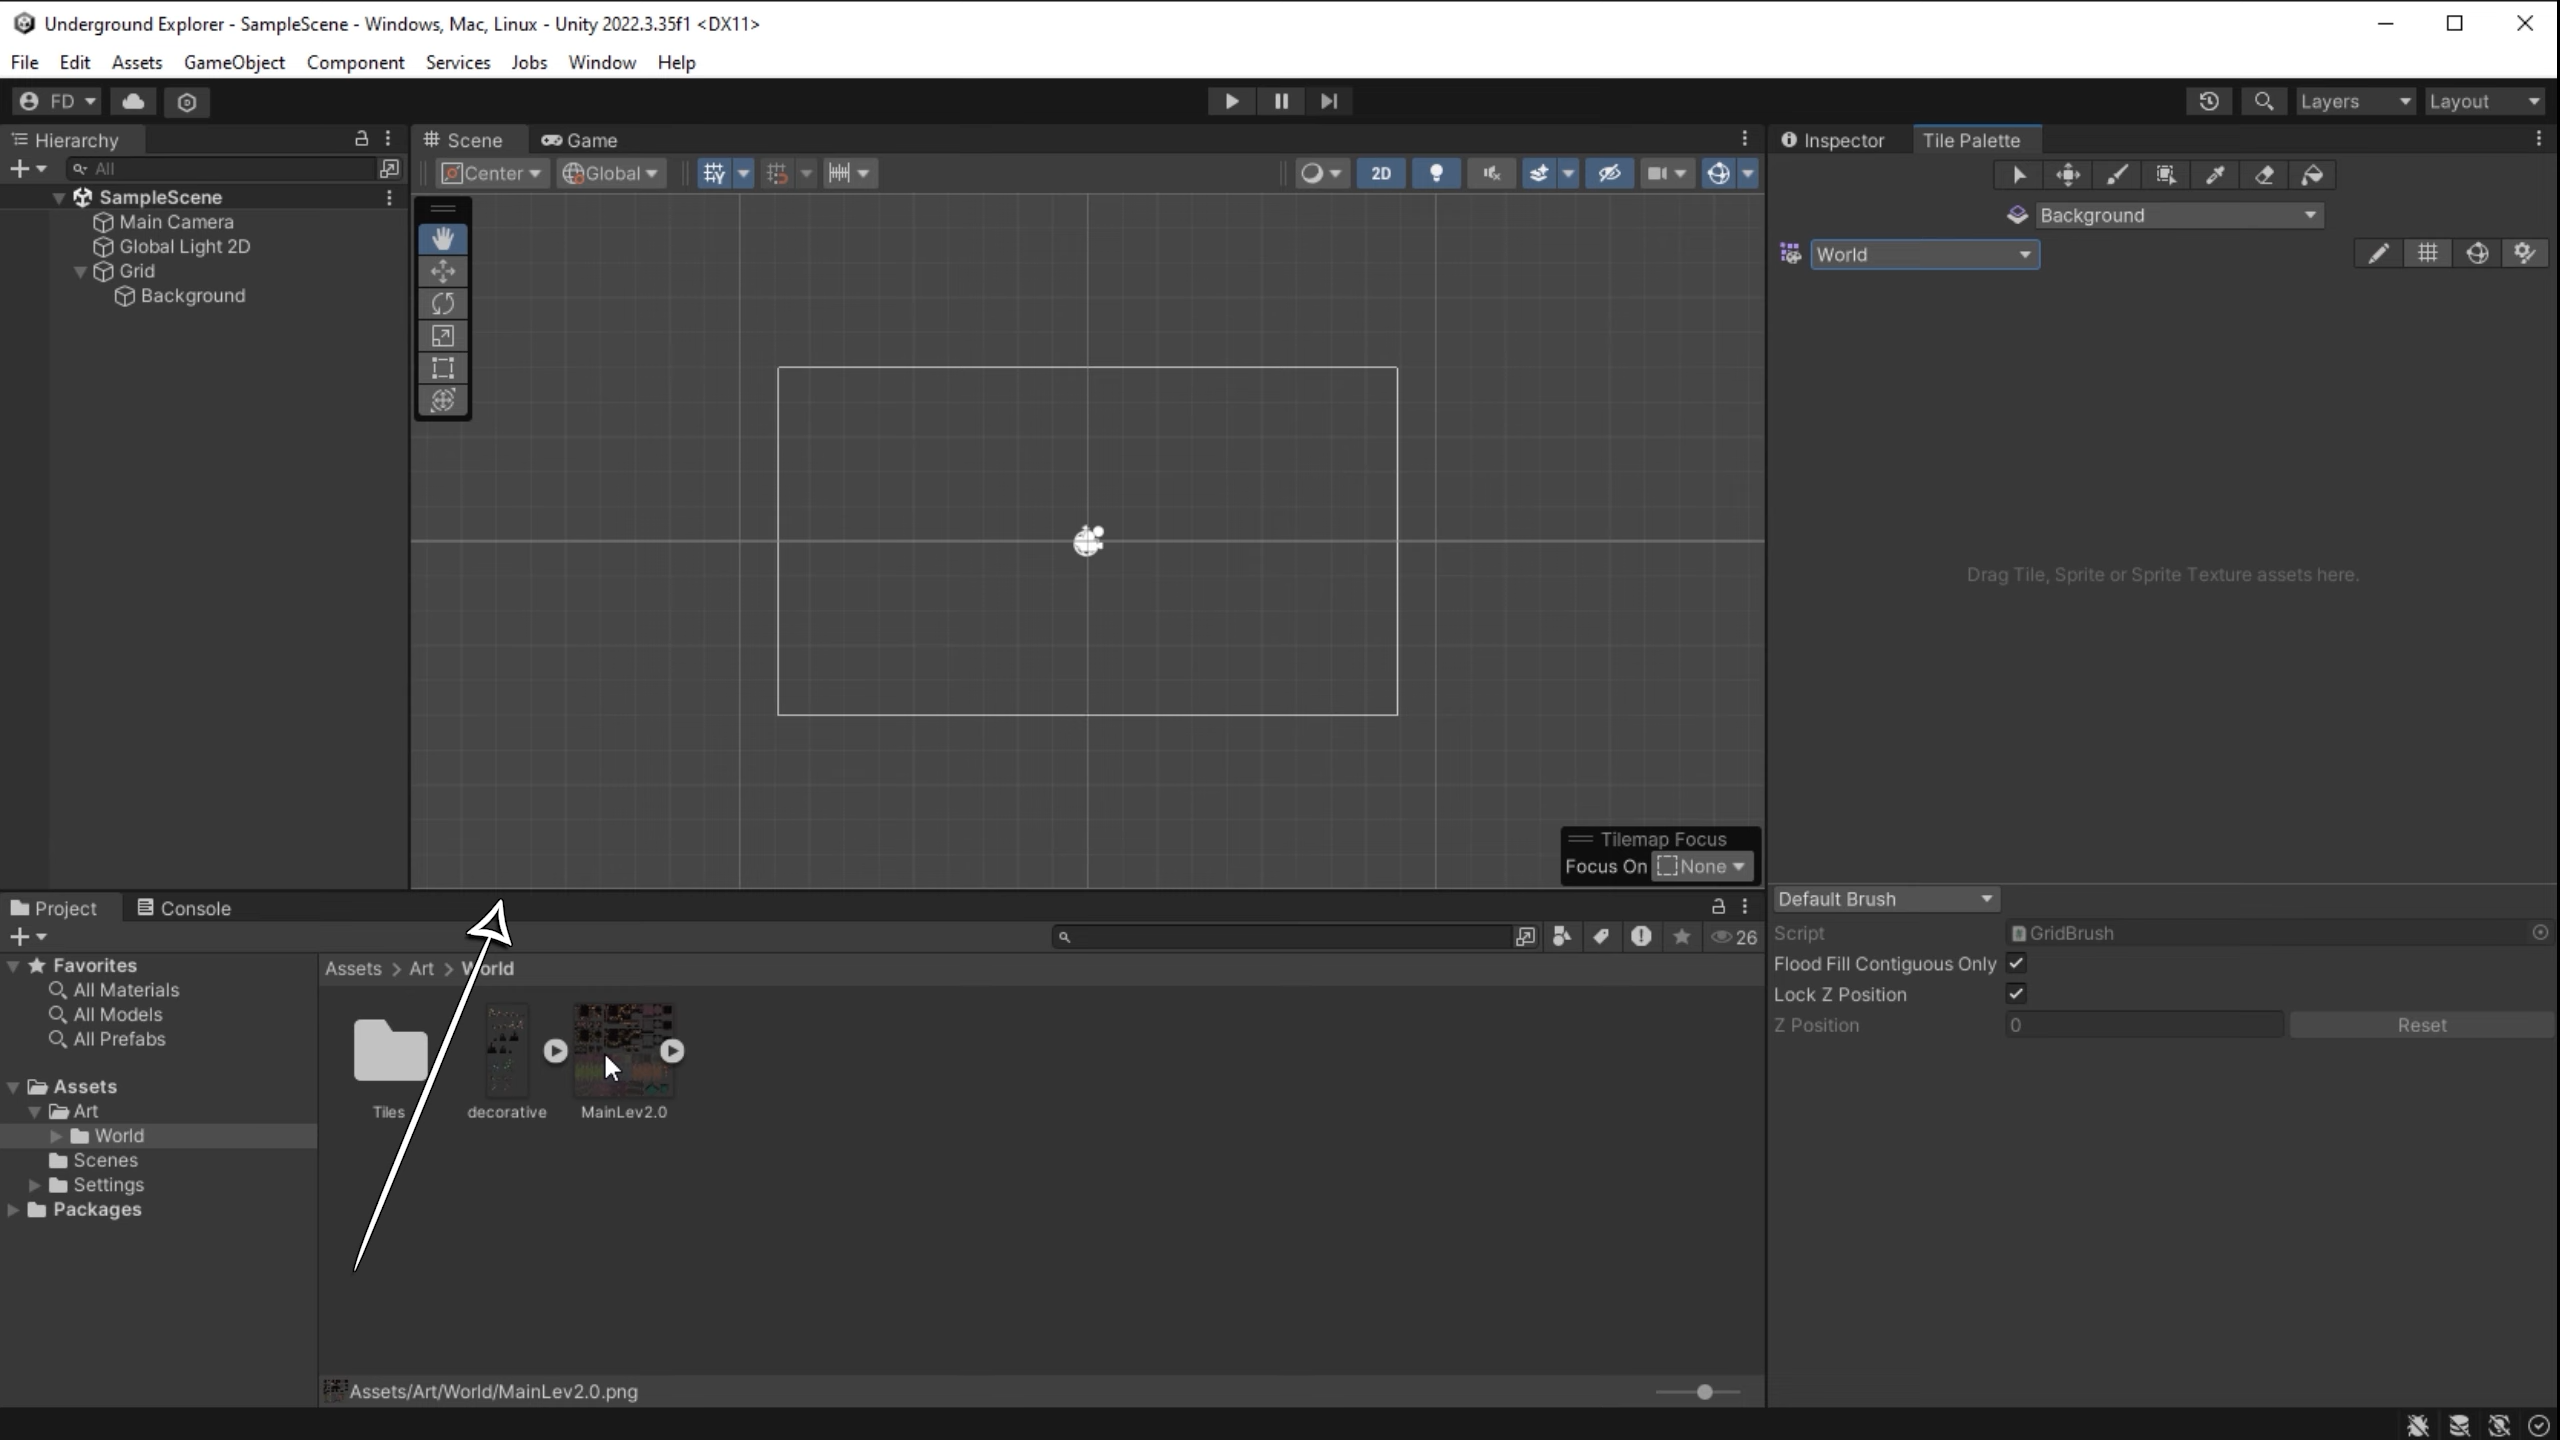 Underground Explorer - SampleScene - Windows, Mac, Linux - Unity 2022.3.35f1 <DX11>
File Edit Assets GameObject Component Services Jobs Window Help
FD
Layers Layout
Hierarchy
All
SampleScene
Main Camera
Global Light 2D
Grid
Background
Scene Game
Center Global 2D
Tilemap Focus
Focus On None
Inspector Tile Palette
Background
World
Drag Tile, Sprite or Sprite Texture assets here.
Default Brush
Script GridBrush
Flood Fill Contiguous Only
Lock Z Position
Z Position 0 Reset
Project Console
26
Favorites
All Materials
All Models
All Prefabs
Assets
Art
World
Scenes
Settings
Packages
Assets > Art > World
Tiles decorative MainLev2.0
Assets/Art/World/MainLev2.0.png